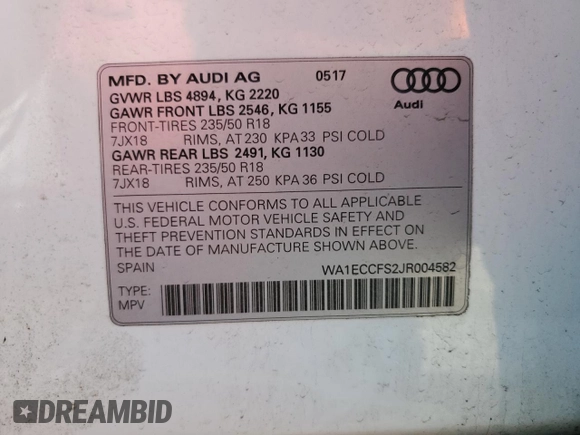 MFD. BY AUDI AG 0517
GVWR LBS 4894, KG 2220
GAWR FRONT LBS 2546, KG 1155
FRONT-TIRES 235/50 R18
7JX18 RIMS, AT 230 KPA 33 PSI COLD
GAWR REAR LBS 2491, KG 1130
REAR-TIRES 235/50 R18
7JX18 RIMS, AT 250 KPA 36 PSI COLD
Audi
THIS VEHICLE CONFORMS TO ALL APPLICABLE
U.S. FEDERAL MOTOR VEHICLE SAFETY AND
THEFT PREVENTION STANDARDS IN EFFECT ON THE
DATE OF MANUFACTURE SHOWN ABOVE.
SPAIN WA1ECCFS2JR004582
TYPE:
MPV
DREAMBID